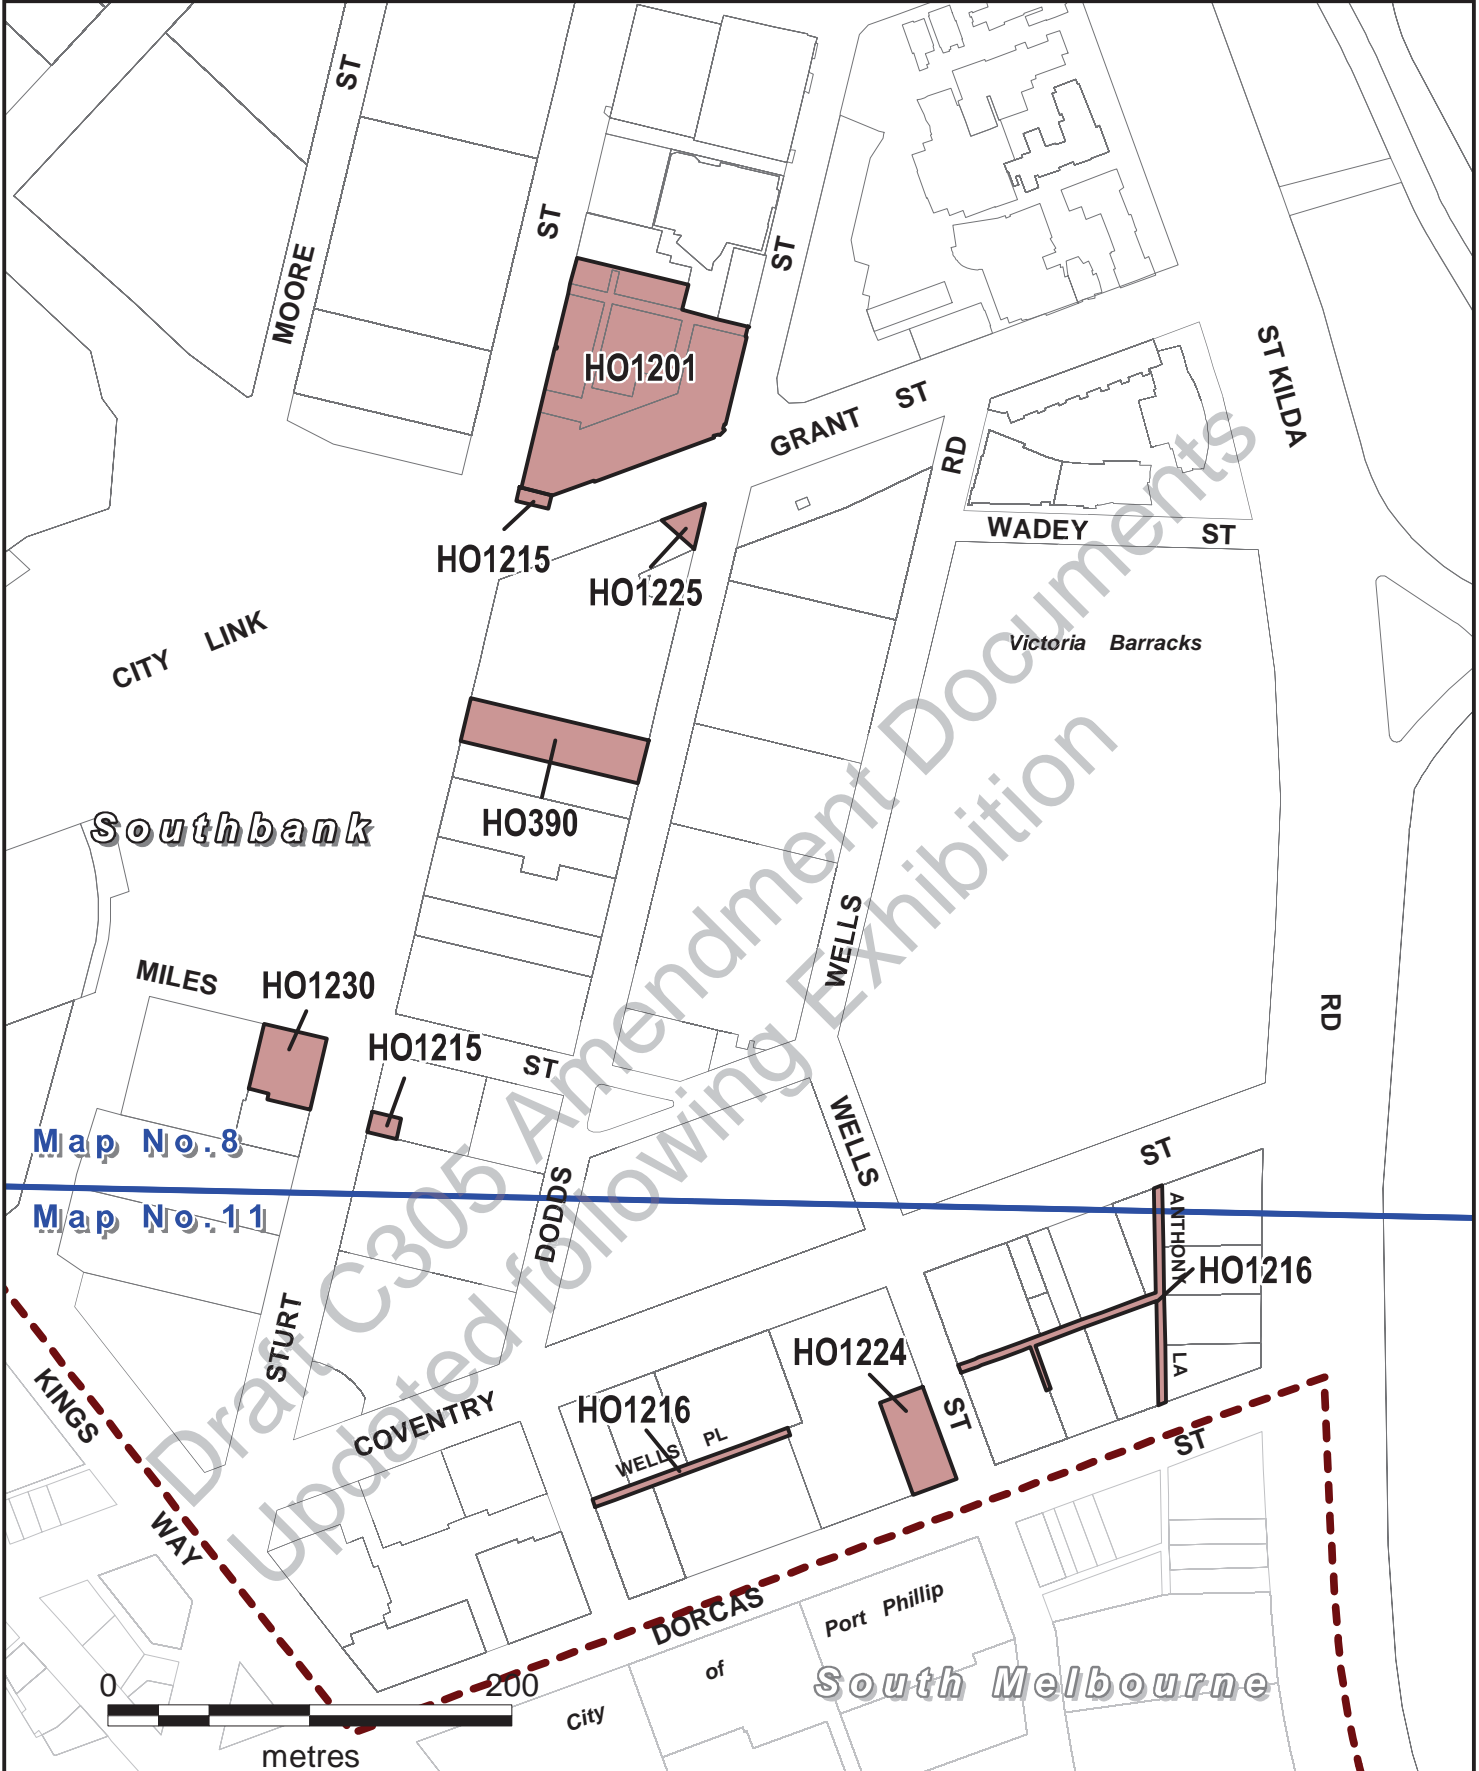 ST
MOORE
ST
ST
HO1201
GRANT ST
ST KILDA
RD
WADEY ST
HO1215
HO1225
CITY LINK
Victoria Barracks
HO390
Southbank
WELLS
MILES
HO1230
HO1215
ST
RD
WELLS
Map No.8
Map No.11
DODDS
ST
ANTHONY
HO1216
LA
STURT
KINGS
WAY
COVENTRY
HO1224
ST
HO1216
WELLS PL
ST
DORCAS
City of Port Phillip
South Melbourne
0 200
metres
Draft C305 Amendment Documents
Updated following Exhibition